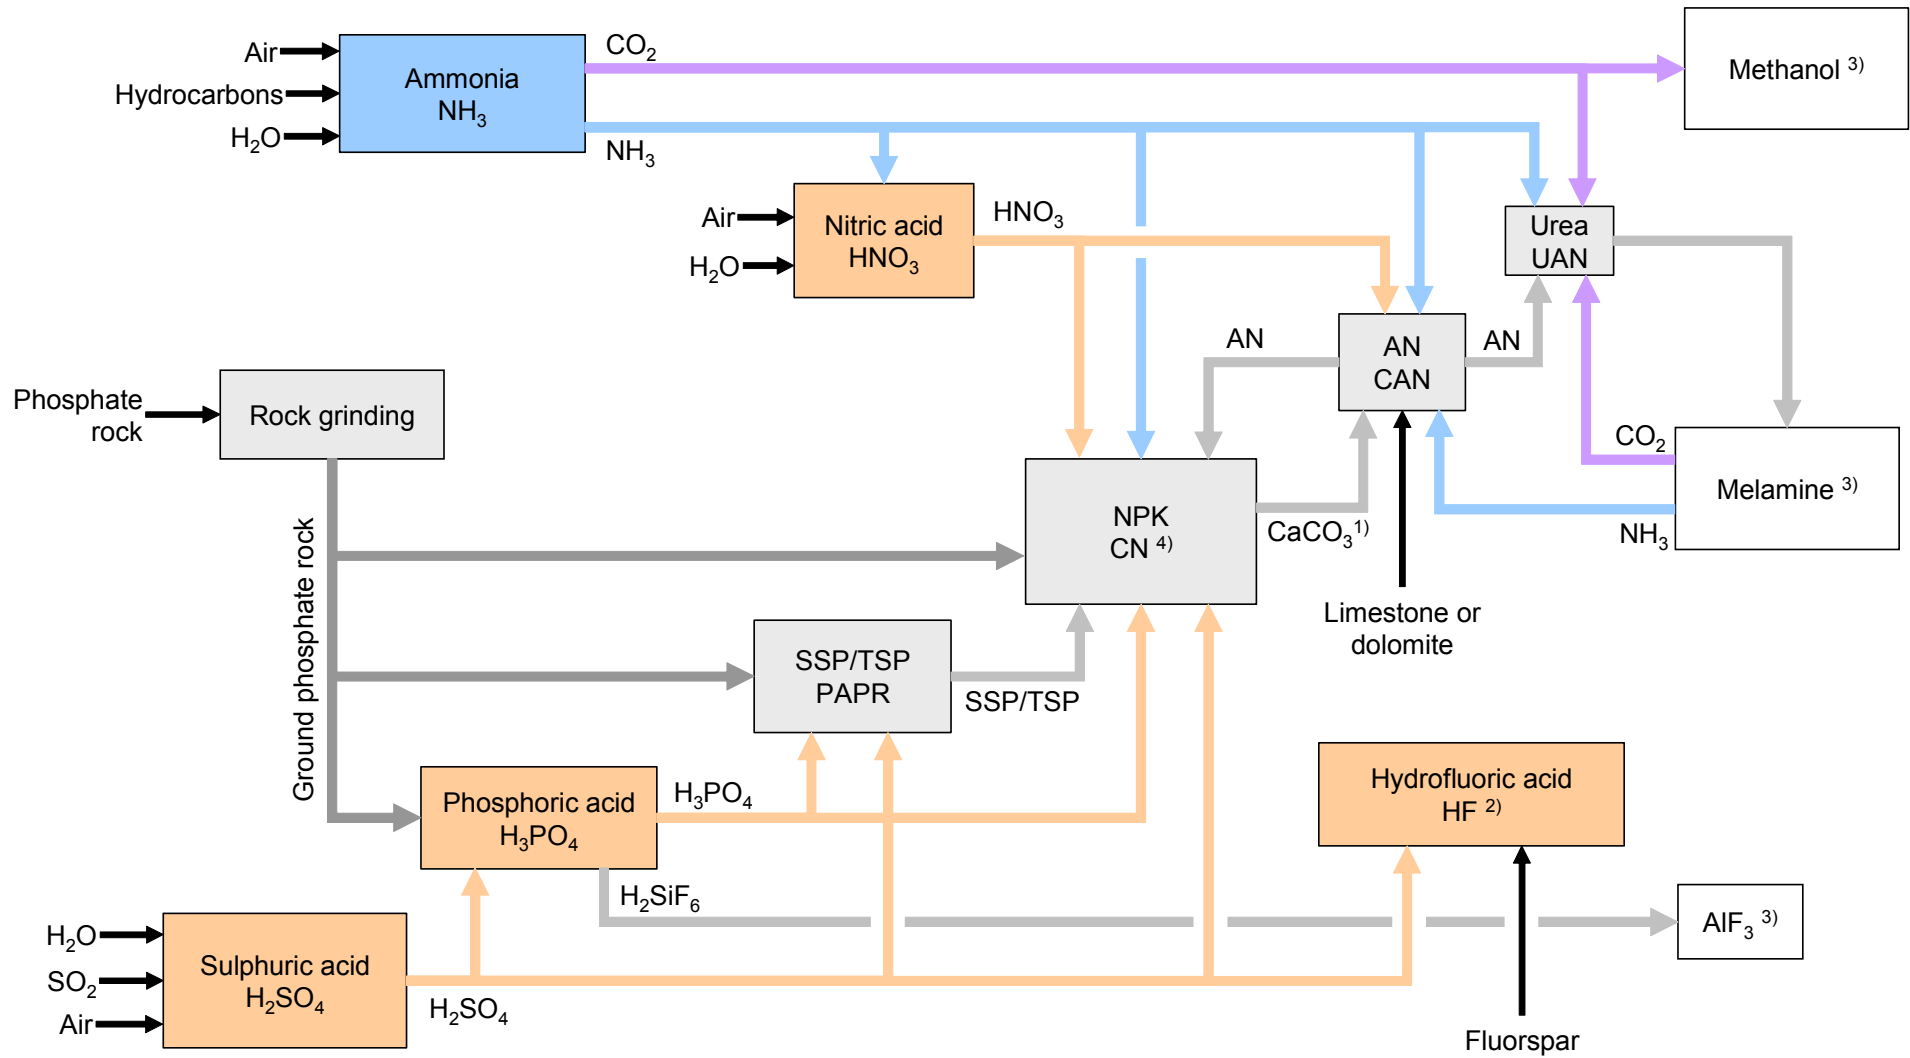 Air
Hydrocarbons
H₂O
Ammonia
NH₃
CO₂
NH₃
Methanol ³⁾
Air
H₂O
Nitric acid
HNO₃
HNO₃
Urea
UAN
AN
AN
CAN
AN
Phosphate
rock
Rock grinding
Ground phosphate rock
NPK
CN ⁴⁾
CaCO₃¹⁾
CO₂
Melamine ³⁾
NH₃
Limestone or
dolomite
SSP/TSP
PAPR
SSP/TSP
Phosphoric acid
H₃PO₄
H₃PO₄
H₂SiF₆
Hydrofluoric acid
HF ²⁾
AlF₃ ³⁾
H₂O
SO₂
Air
Sulphuric acid
H₂SO₄
H₂SO₄
Fluorspar